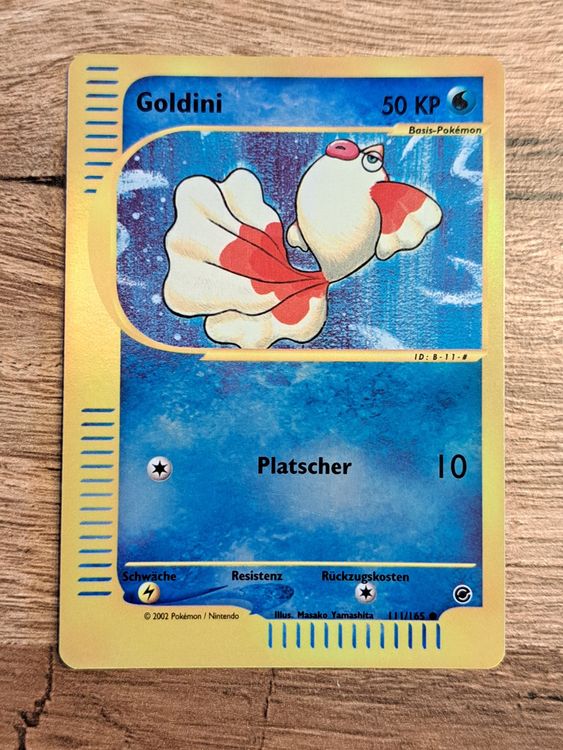 Goldini
50 KP
Basis-Pokémon
ID: B-11-#
Platscher 10
Schwäche Resistenz Rückzugskosten
© 2002 Pokémon / Nintendo
Illus. Masako Yamashita 111/165